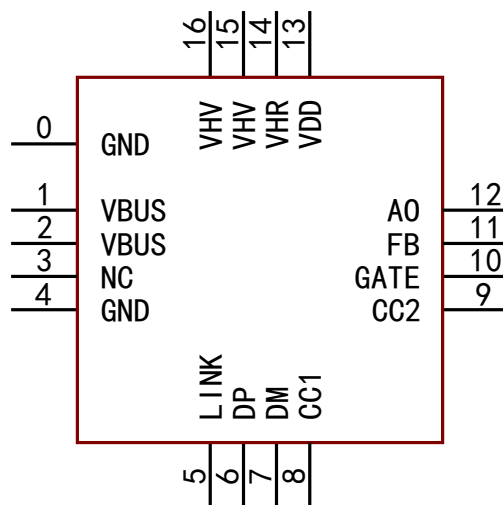 16 15 14 13
VHV VHV VHR VDD
0 GND
1 VBUS AO 12
2 VBUS FB 11
3 NC GATE 10
4 GND CC2 9
LINK DP DM CC1
5 6 7 8